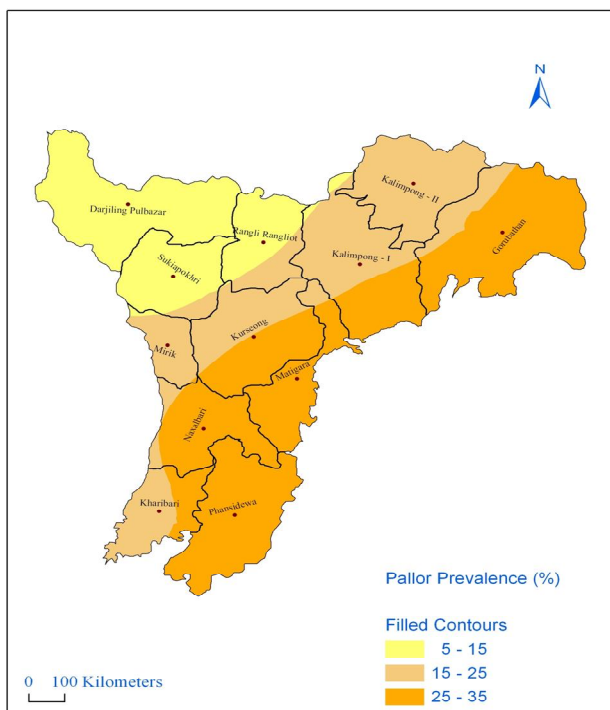 N
Kalimpong - II
Darjiling Pulbazar
Rangli Rangliot
Gorubathan
Sukiapokhri
Kalimpong - I
Kurseong
Mirik
Matigara
Naxalbari
Kharibari
Phansidewa
Pallor Prevalence (%)
Filled Contours
5 - 15
15 - 25
25 - 35
0 100 Kilometers